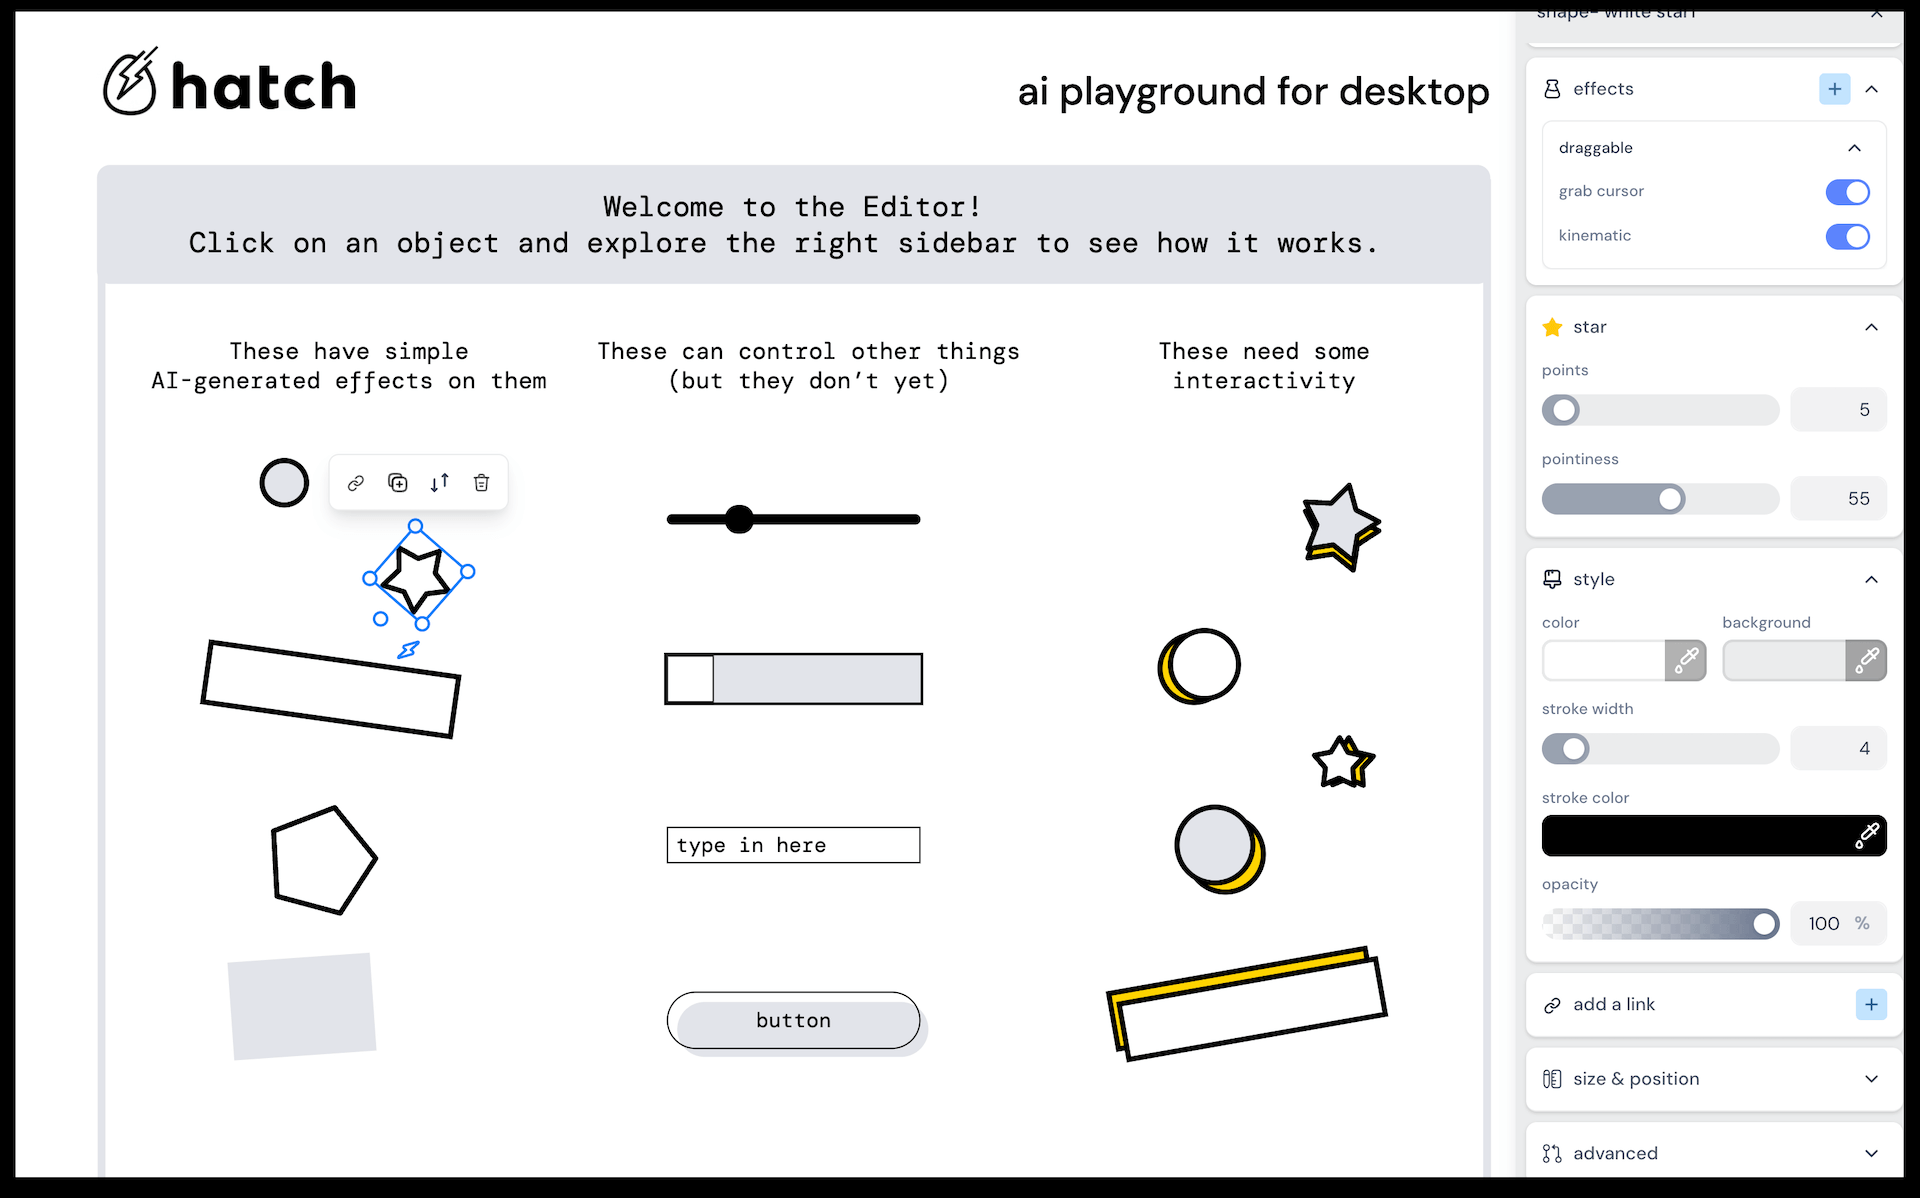 hatch
ai playground for desktop
Welcome to the Editor!
Click on an object and explore the right sidebar to see how it works.
These have simple
AI-generated effects on them
These can control other things
(but they don’t yet)
type in here
button
These need some
interactivity
shape- white star1
effects
draggable
grab cursor
kinematic
star
points
5
pointiness
55
style
color
background
stroke width
4
stroke color
opacity
100 %
add a link
size & position
advanced